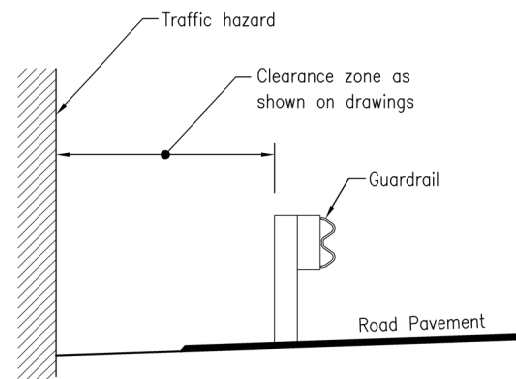 Traffic hazard
Clearance zone as
shown on drawings
Guardrail
Road Pavement